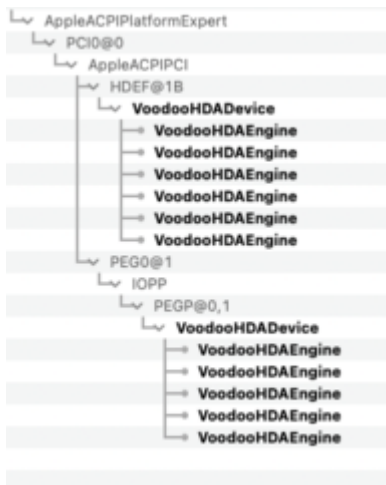 AppleACPIPlatformExpert
PCI0@0
AppleACPIPCI
HDEF@1B
VoodooHDADevice
VoodooHDAEngine
VoodooHDAEngine
VoodooHDAEngine
VoodooHDAEngine
VoodooHDAEngine
VoodooHDAEngine
PEG0@1
IOPP
PEGP@0,1
VoodooHDADevice
VoodooHDAEngine
VoodooHDAEngine
VoodooHDAEngine
VoodooHDAEngine
VoodooHDAEngine